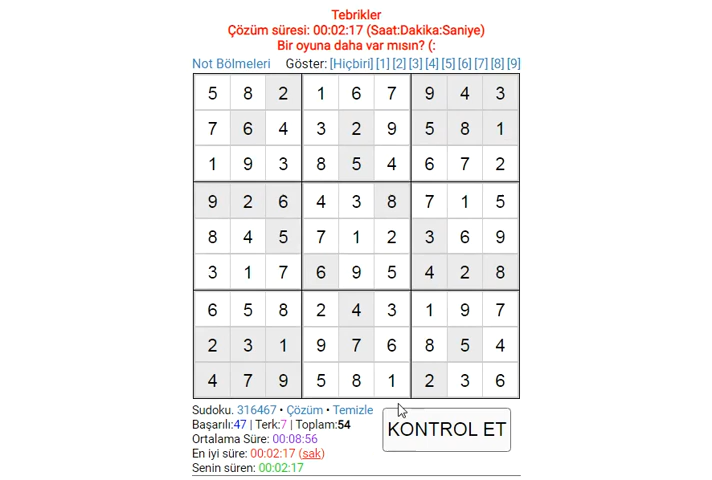 Tebrikler
Çözüm süresi: 00:02:17 (Saat:Dakika:Saniye)
Bir oyuna daha var mısın? (:
Not Bölmeleri Göster: [Hiçbiri] [1] [2] [3] [4] [5] [6] [7] [8] [9]
5 8 2 1 6 7 9 4 3
7 6 4 3 2 9 5 8 1
1 9 3 8 5 4 6 7 2
9 2 6 4 3 8 7 1 5
8 4 5 7 1 2 3 6 9
3 1 7 6 9 5 4 2 8
6 5 8 2 4 3 1 9 7
2 3 1 9 7 6 8 5 4
4 7 9 5 8 1 2 3 6
Sudoku. 316467 • Çözüm • Temizle
Başarılı:47 | Terk:7 | Toplam:54
Ortalama Süre: 00:08:56
En iyi süre: 00:02:17 (sak)
Senin süren: 00:02:17
KONTROL ET